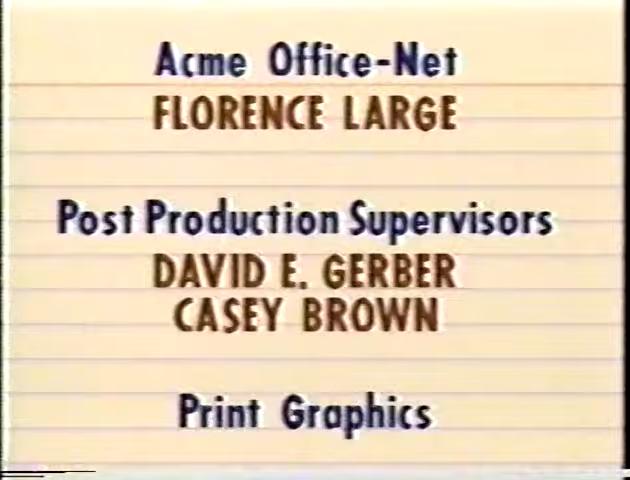 Acme Office-Net
FLORENCE LARGE
Post Production Supervisors
DAVID E. GERBER
CASEY BROWN
Print Graphics